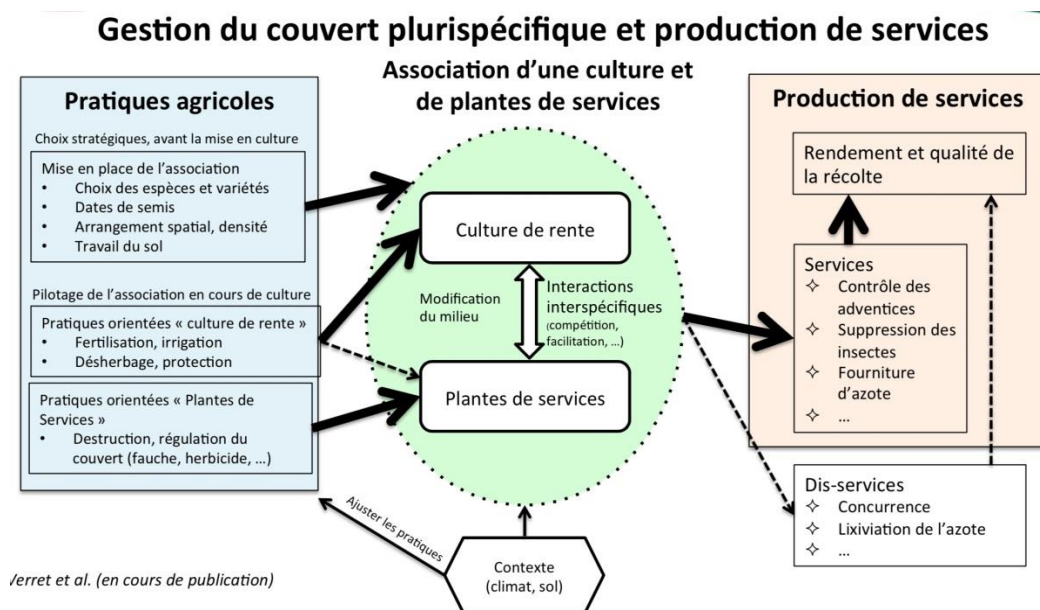 Gestion du couvert plurispécifique et production de services
Association d'une culture et
de plantes de services
Pratiques agricoles
Choix stratégiques, avant la mise en culture
Mise en place de l'association
• Choix des espèces et variétés
• Dates de semis
• Arrangement spatial, densité
• Travail du sol
Pilotage de l'association en cours de culture
Pratiques orientées « culture de rente »
• Fertilisation, irrigation
• Désherbage, protection
Pratiques orientées « Plantes de
Services »
• Destruction, régulation du
couvert (fauche, herbicide, ...)
Culture de rente
Modification
du milieu
Interactions
interspécifiques
(compétition,
facilitation, ...)
Plantes de services
Ajuster les pratiques
Contexte
(climat, sol)
Production de services
Rendement et qualité de
la récolte
Services
✧ Contrôle des
adventices
✧ Suppression des
insectes
✧ Fourniture
d'azote
✧ ...
Dis-services
✧ Concurrence
✧ Lixiviation de l'azote
✧ ...
Verret et al. (en cours de publication)